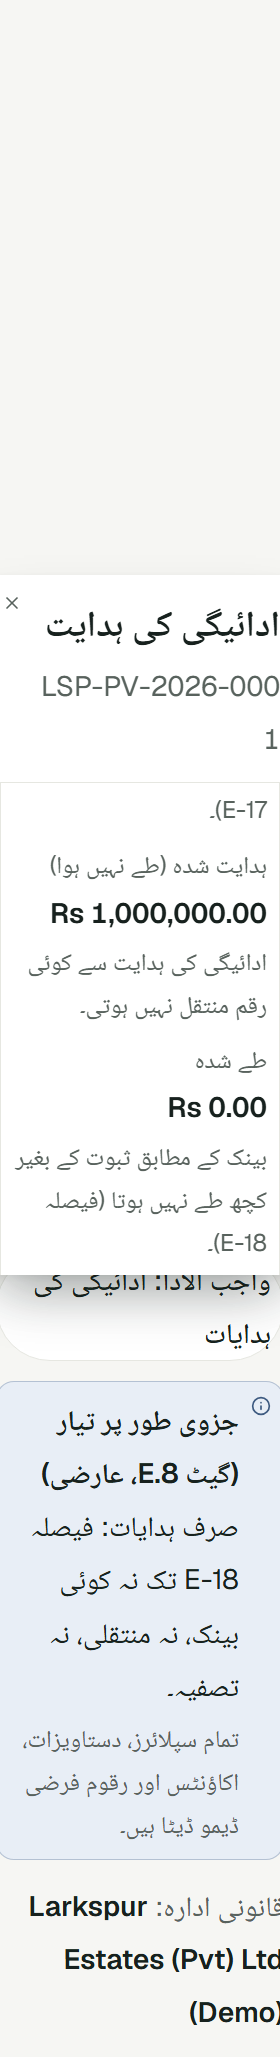 ادائیگی کی ہدایت
LSP-PV-2026-000
1
E-17)۔
ہدایت شدہ (طے نہیں ہوا)
Rs 1,000,000.00
ادائیگی کی ہدایت سے کوئی
رقم منتقل نہیں ہوتی۔
طے شدہ
Rs 0.00
بینک کے مطابق ثبوت کے بغیر
کچھ طے نہیں ہوتا (فیصلہ
E-18)۔
واجب الادا: ادائیگی کی
ہدایات
جزوی طور پر تیار
(گیٹ E.8، عارضی)
صرف ہدایات: فیصلہ
E-18 تک نہ کوئی
بینک، نہ منتقلی، نہ
تصفیہ۔
تمام سپلائرز، دستاویزات،
اکاؤنٹس اور رقوم فرضی
ڈیمو ڈیٹا ہیں۔
قانونی ادارہ: Larkspur
Estates (Pvt) Ltd
(Demo)